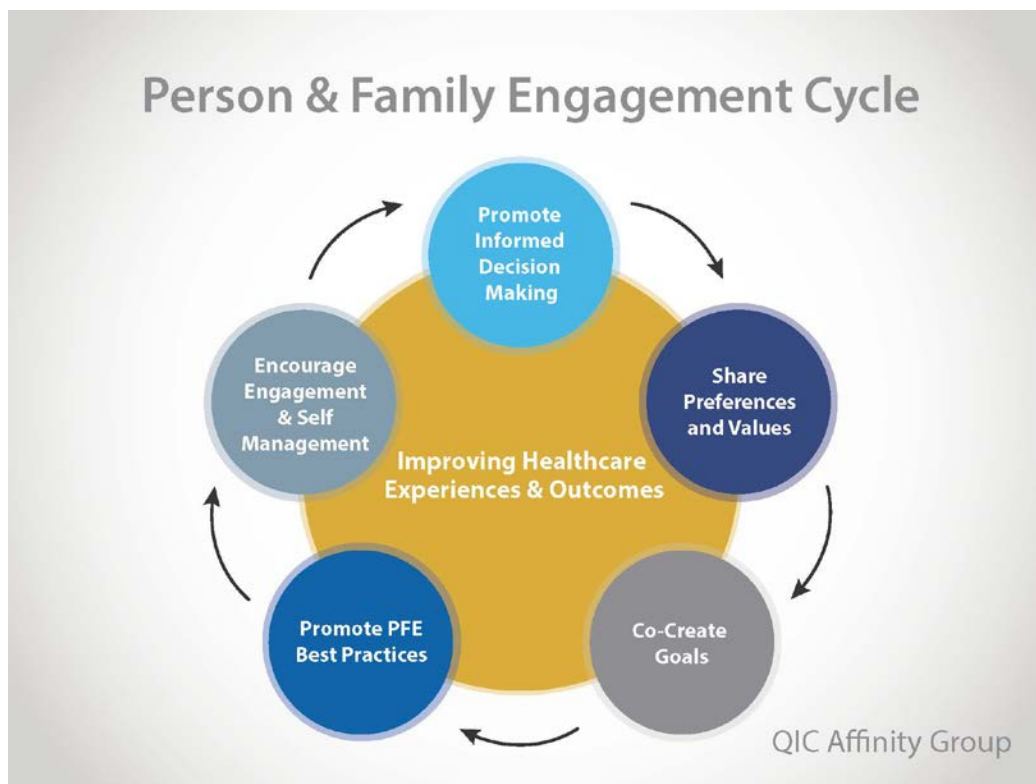 Person & Family Engagement Cycle
Promote
Informed
Decision
Making
Share
Preferences
and Values
Co-Create
Goals
Promote PFE
Best Practices
Encourage
Engagement
& Self
Management
Improving Healthcare
Experiences & Outcomes
QIC Affinity Group